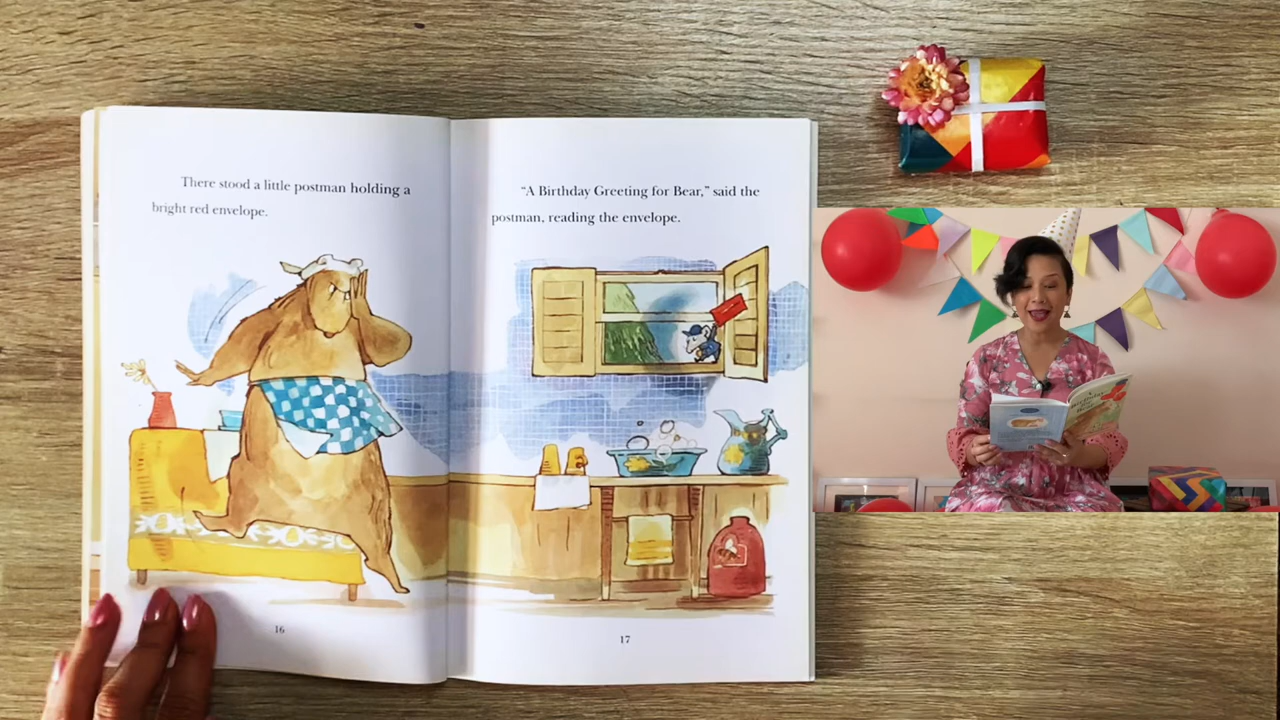 There stood a little postman holding a
bright red envelope.
16
“A Birthday Greeting for Bear,” said the
postman, reading the envelope.
17